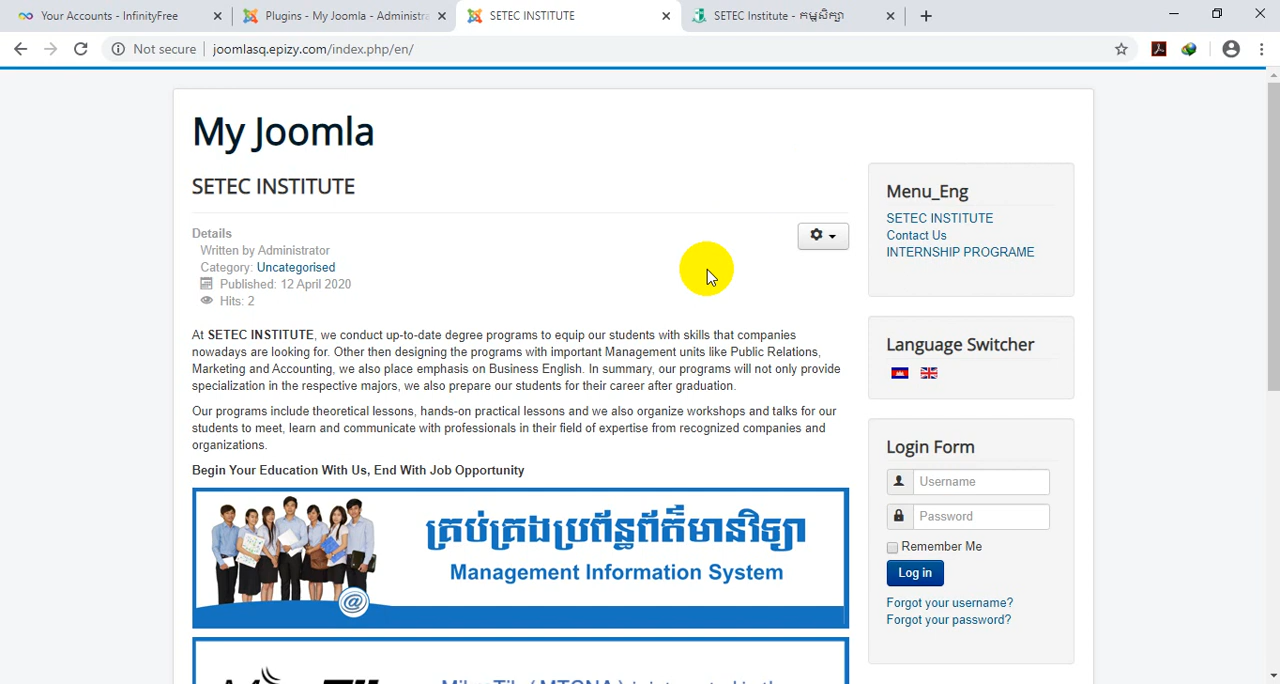 Your Accounts - InfinityFree
Plugins - My Joomla - Administra
SETEC INSTITUTE
SETEC Institute - កម្មសិក្សា
Not secure
joomlasq.epizy.com/index.php/en/
My Joomla
SETEC INSTITUTE
Details
Written by Administrator
Category: Uncategorised
Published: 12 April 2020
Hits: 2
At SETEC INSTITUTE, we conduct up-to-date degree programs to equip our students with skills that companies
nowadays are looking for. Other then designing the programs with important Management units like Public Relations,
Marketing and Accounting, we also place emphasis on Business English. In summary, our programs will not only provide
specialization in the respective majors, we also prepare our students for their career after graduation.
Our programs include theoretical lessons, hands-on practical lessons and we also organize workshops and talks for our
students to meet, learn and communicate with professionals in their field of expertise from recognized companies and
organizations.
Begin Your Education With Us, End With Job Opportunity
គ្រប់គ្រងប្រព័ន្ធព័ត៌មានវិទ្យា
Management Information System
@
Menu_Eng
SETEC INSTITUTE
Contact Us
INTERNSHIP PROGRAME
Language Switcher
Login Form
Username
Password
Remember Me
Log in
Forgot your username?
Forgot your password?